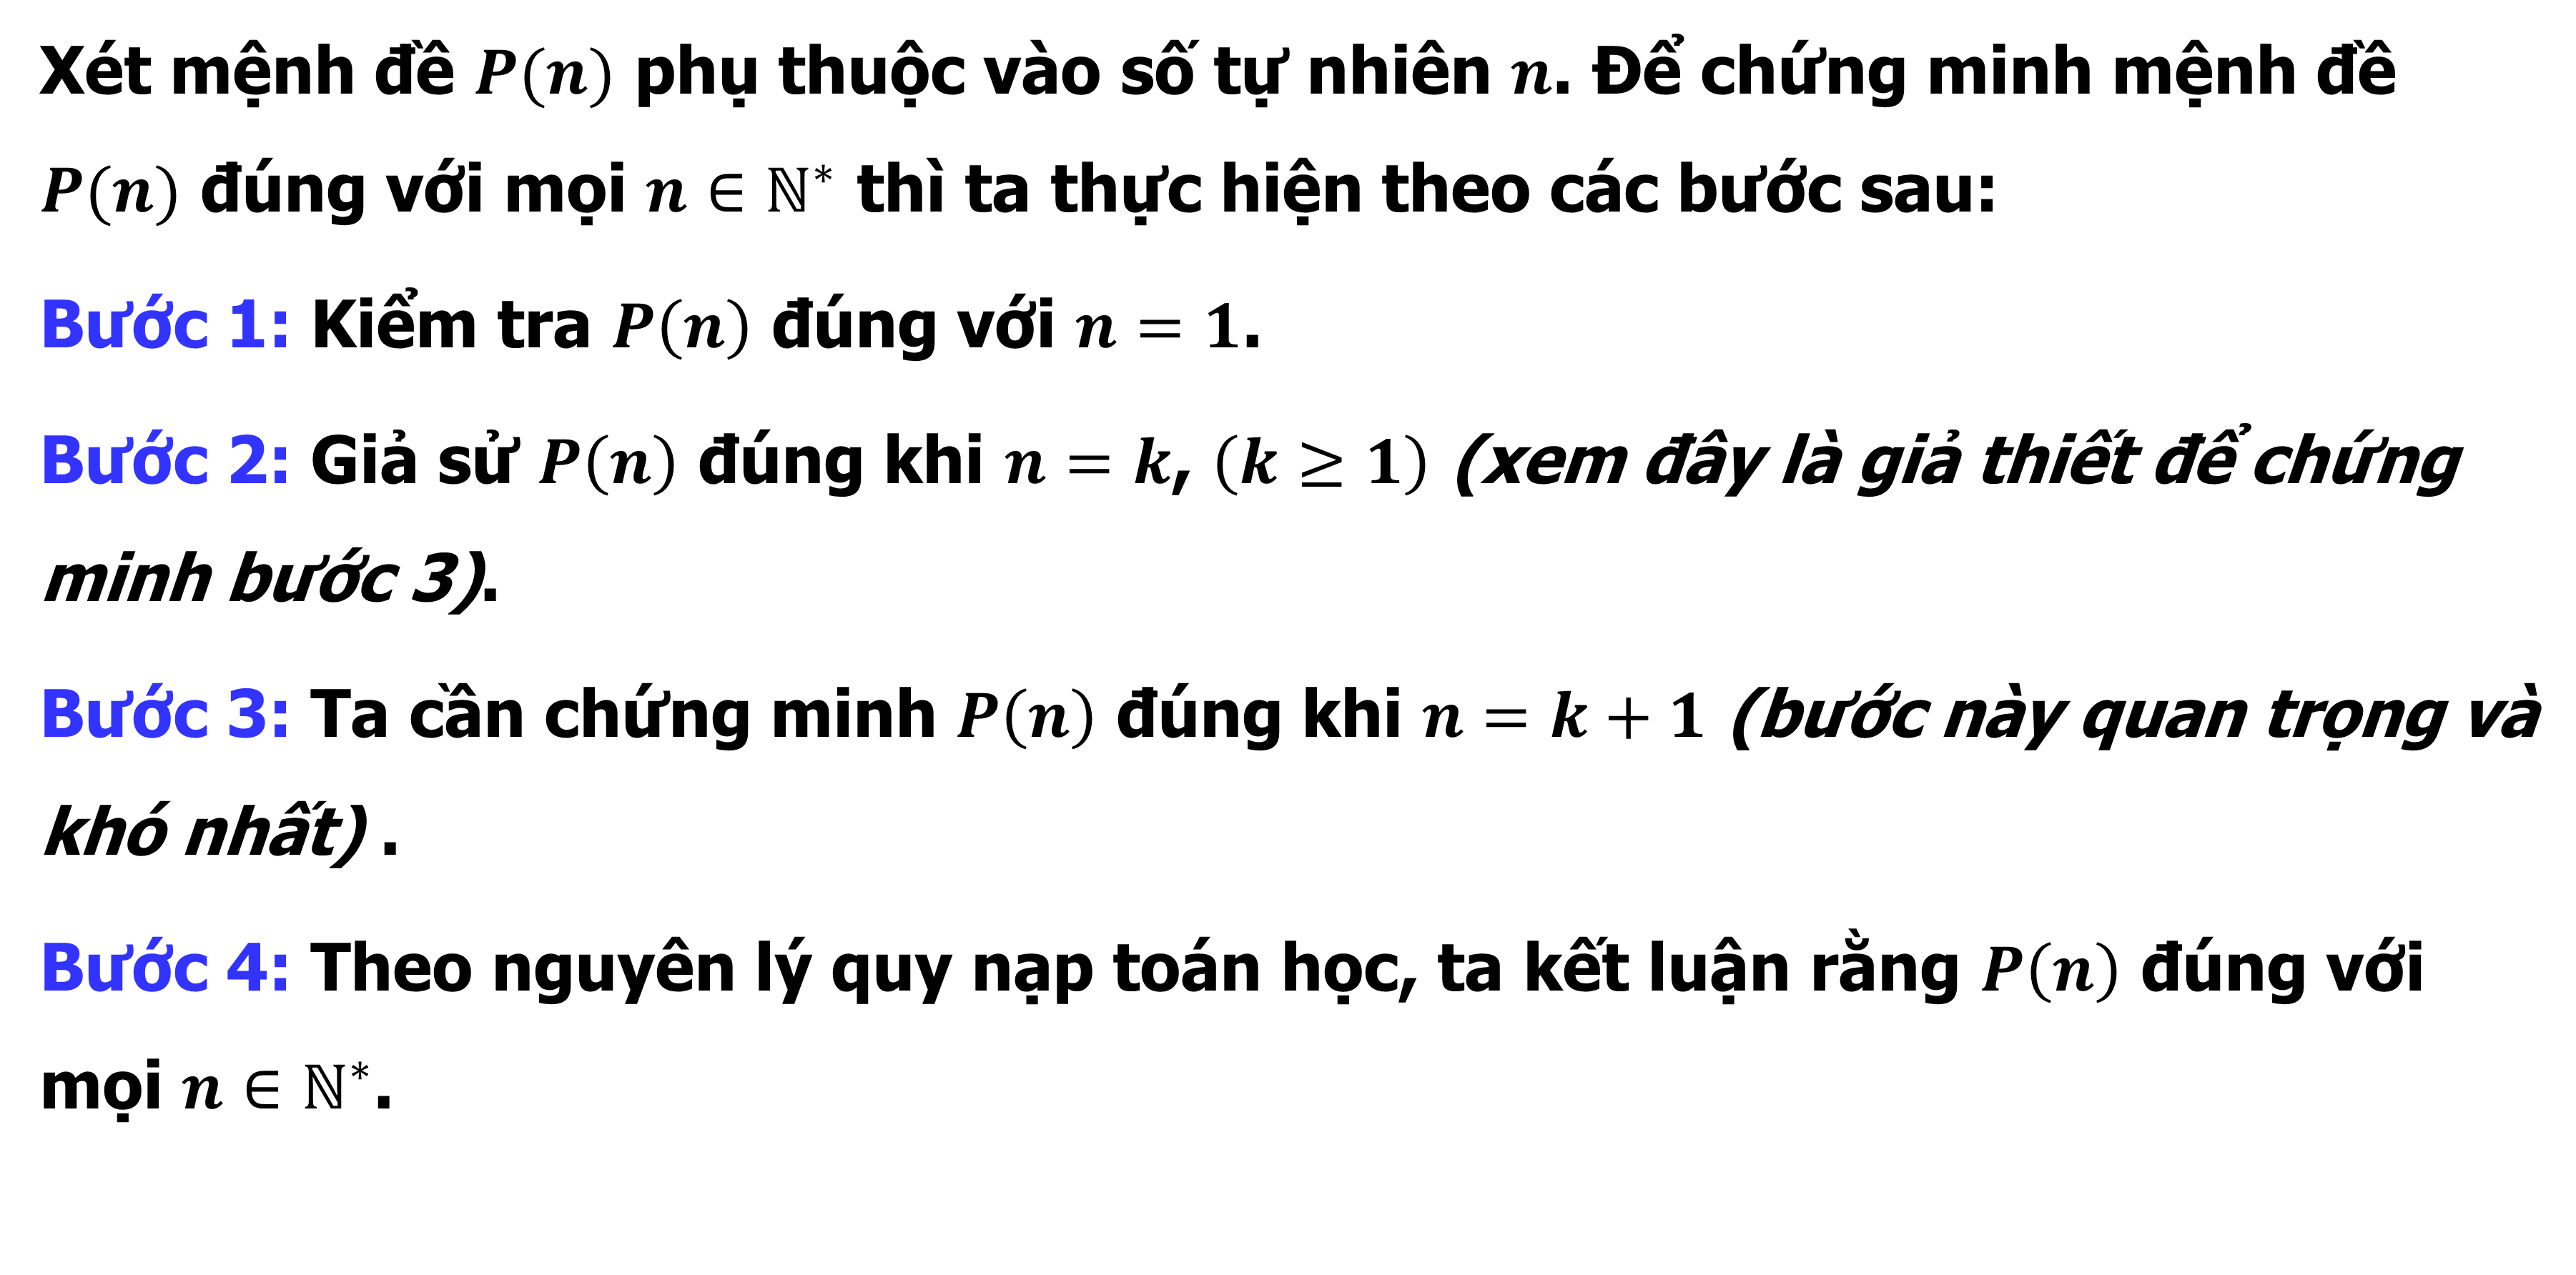 Xét mệnh đề P(n) phụ thuộc vào số tự nhiên n. Để chứng minh mệnh đề
P(n) đúng với mọi n ∈ ℕ* thì ta thực hiện theo các bước sau:
Bước 1: Kiểm tra P(n) đúng với n = 1.
Bước 2: Giả sử P(n) đúng khi n = k, (k ≥ 1) (xem đây là giả thiết để chứng
minh bước 3).
Bước 3: Ta cần chứng minh P(n) đúng khi n = k + 1 (bước này quan trọng và
khó nhất) .
Bước 4: Theo nguyên lý quy nạp toán học, ta kết luận rằng P(n) đúng với
mọi n ∈ ℕ*.